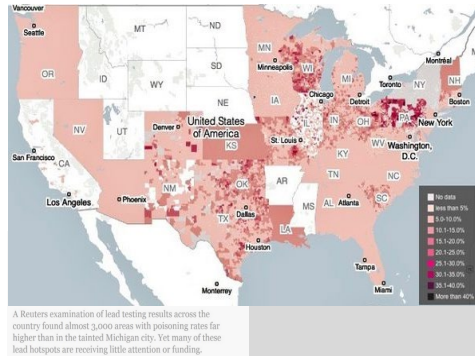 Vancouver
Seattle
MT
ND
MN
Montréal
OR
ID
WY
SD
Minneapolis
WI
MI
Toronto
NY
NH
Boston
NE
IA
Chicago
Detroit
PA
New York
NV
UT
Denver
United States
of America
KS
IL
IN
OH
San Francisco
CA
St. Louis
WV
Washington,
D.C.
KY
Los Angeles
Phoenix
NM
OK
AR
TN
NC
SC
TX
Dallas
MS
AL
Atlanta
LA
Houston
Tampa
Miami
Monterrey
No data
less than 5%
5.0-10.0%
10.1-15.0%
15.1-20.0%
20.1-25.0%
25.1-30.0%
30.1-35.0%
35.1-40.0%
More than 40%
A Reuters examination of lead testing results across the
country found almost 3,000 areas with poisoning rates far
higher than in the tainted Michigan city. Yet many of these
lead hotspots are receiving little attention or funding.